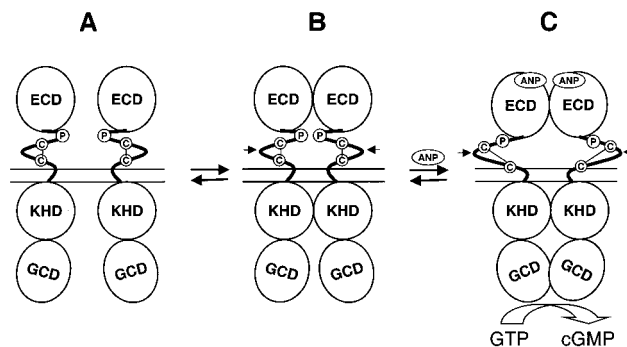 A B C
ANP ANP
ECD ECD ECD ECD ECD ECD
P P P P P P
C C C C C C
C C C C C C
ANP
KHD KHD KHD KHD KHD KHD
GCD GCD GCD GCD GCD GCD
GTP cGMP